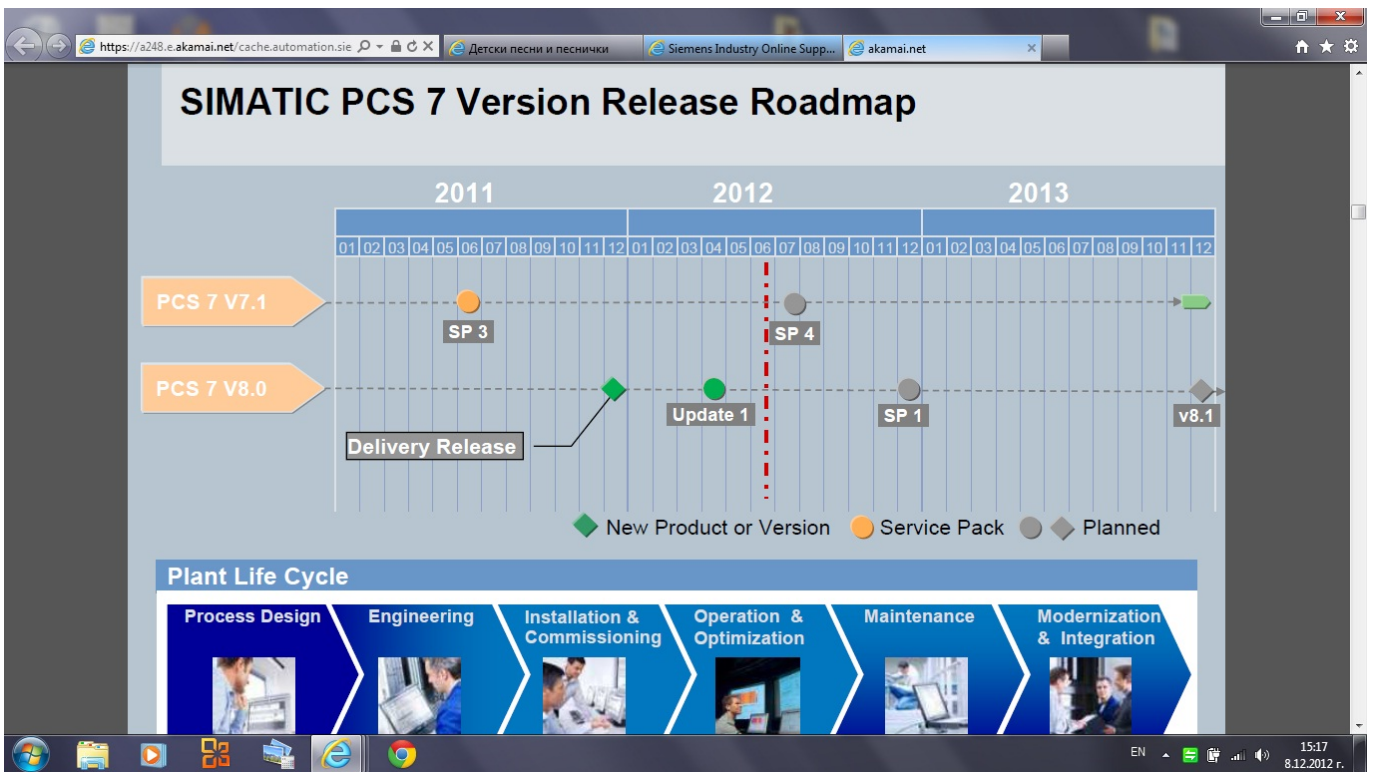 https://a248.e.akamai.net/cache.automation.sie
Детски песни и песнички
Siemens Industry Online Supp...
akamai.net
SIMATIC PCS 7 Version Release Roadmap
2011 2012 2013
01 02 03 04 05 06 07 08 09 10 11 12 01 02 03 04 05 06 07 08 09 10 11 12 01 02 03 04 05 06 07 08 09 10 11 12
PCS 7 V7.1
SP 3
SP 4
PCS 7 V8.0
Update 1
SP 1
v8.1
Delivery Release
New Product or Version Service Pack Planned
Plant Life Cycle
Process Design
Engineering
Installation &
Commissioning
Operation &
Optimization
Maintenance
Modernization
& Integration
EN
15:17
8.12.2012 г.